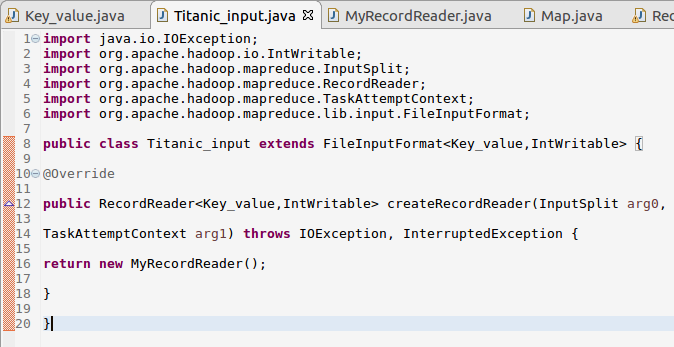 Key_value.java Titanic_input.java MyRecordReader.java Map.java Rec
1 import java.io.IOException;
2 import org.apache.hadoop.io.IntWritable;
3 import org.apache.hadoop.mapreduce.InputSplit;
4 import org.apache.hadoop.mapreduce.RecordReader;
5 import org.apache.hadoop.mapreduce.TaskAttemptContext;
6 import org.apache.hadoop.mapreduce.lib.input.FileInputFormat;
7
8 public class Titanic_input extends FileInputFormat<Key_value,IntWritable> {
9
10 @Override
11
12 public RecordReader<Key_value,IntWritable> createRecordReader(InputSplit arg0,
13
14 TaskAttemptContext arg1) throws IOException, InterruptedException {
15
16 return new MyRecordReader();
17
18 }
19
20 }